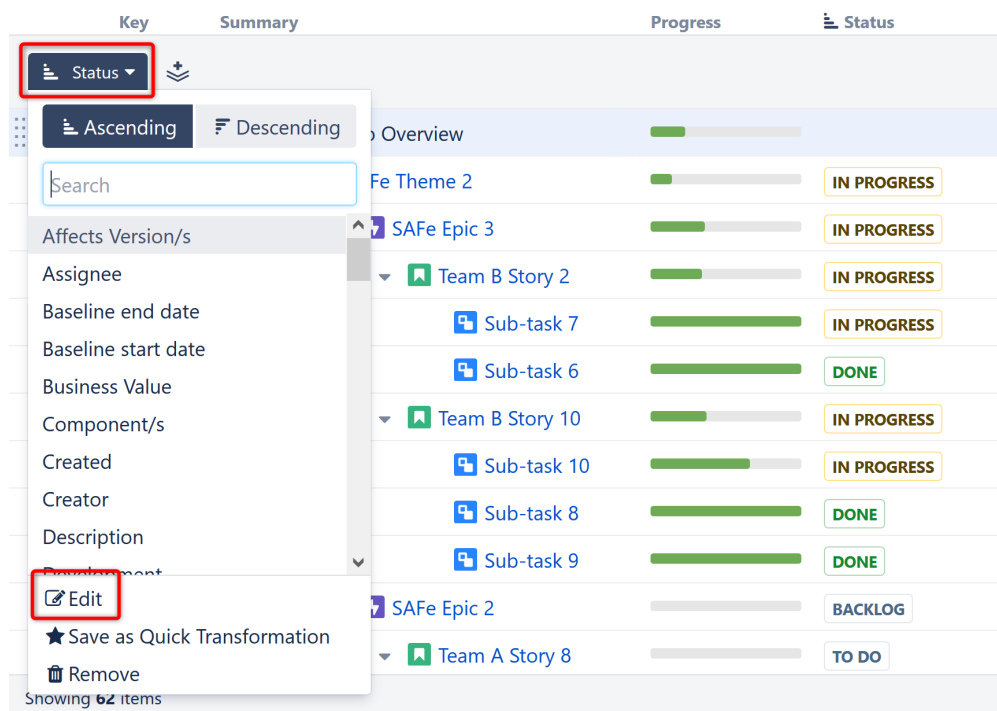 Key Summary Progress Status
Status
Ascending Descending
Overview
Search
Fe Theme 2 IN PROGRESS
Affects Version/s
SAFe Epic 3 IN PROGRESS
Assignee
Team B Story 2 IN PROGRESS
Baseline end date
Sub-task 7 IN PROGRESS
Baseline start date
Sub-task 6 DONE
Business Value
Component/s
Team B Story 10 IN PROGRESS
Created
Sub-task 10 IN PROGRESS
Creator
Sub-task 8 DONE
Description
Sub-task 9 DONE
Development
Edit
SAFe Epic 2 BACKLOG
Save as Quick Transformation
Team A Story 8 TO DO
Remove
Showing 62 items